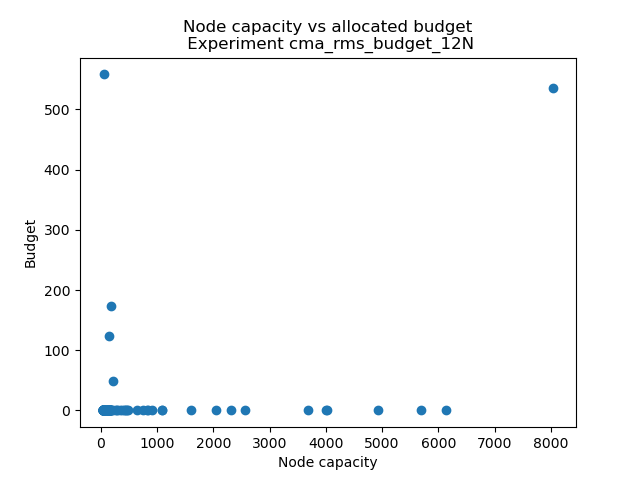 Node capacity vs allocated budget
Experiment cma_rms_budget_12N
Budget
500
400
300
200
100
0
0 1000 2000 3000 4000 5000 6000 7000 8000
Node capacity